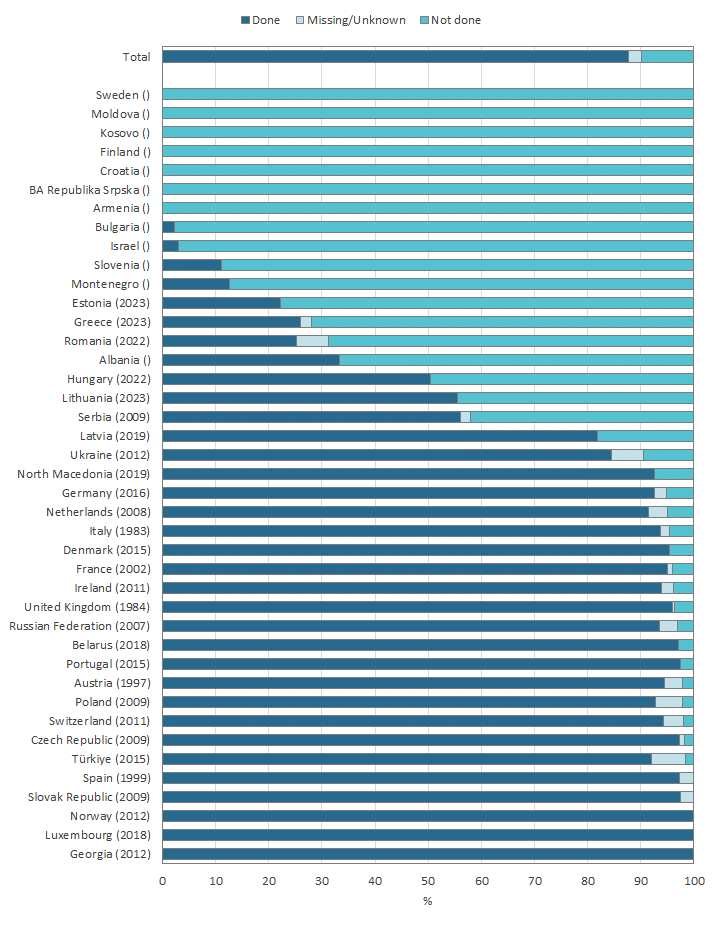 Done Missing/Unknown Not done
Total
Sweden ()
Moldova ()
Kosovo ()
Finland ()
Croatia ()
BA Republika Srpska ()
Armenia ()
Bulgaria ()
Israel ()
Slovenia ()
Montenegro ()
Estonia (2023)
Greece (2023)
Romania (2022)
Albania ()
Hungary (2022)
Lithuania (2023)
Serbia (2009)
Latvia (2019)
Ukraine (2012)
North Macedonia (2019)
Germany (2016)
Netherlands (2008)
Italy (1983)
Denmark (2015)
France (2002)
Ireland (2011)
United Kingdom (1984)
Russian Federation (2007)
Belarus (2018)
Portugal (2015)
Austria (1997)
Poland (2009)
Switzerland (2011)
Czech Republic (2009)
Türkiye (2015)
Spain (1999)
Slovak Republic (2009)
Norway (2012)
Luxembourg (2018)
Georgia (2012)
0 10 20 30 40 50 60 70 80 90 100
%